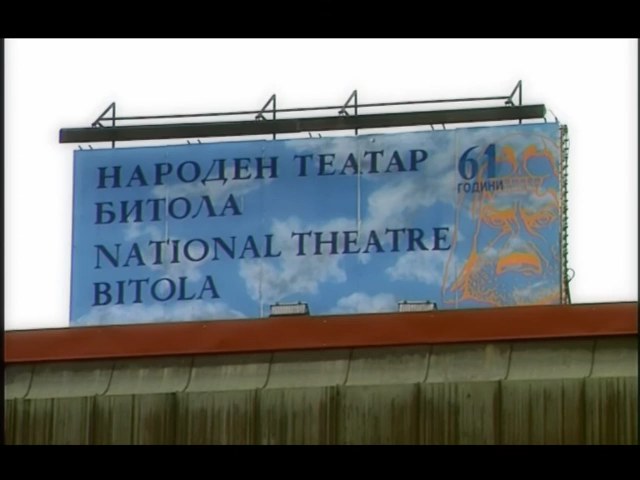 НАРОДЕН ТЕАТАР
БИТОЛА
NATIONAL THEATRE
BITOLA
61
ГОДИНИ